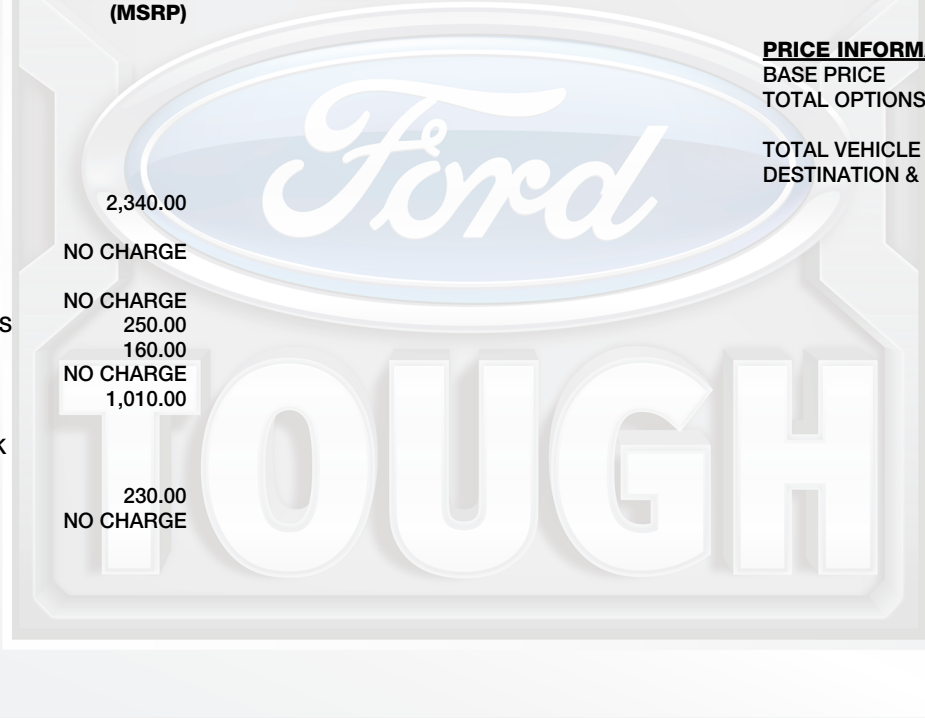 (MSRP)
2,340.00
NO CHARGE
NO CHARGE
S 250.00
160.00
NO CHARGE
1,010.00
K
230.00
NO CHARGE
PRICE INFORMA
BASE PRICE
TOTAL OPTIONS
TOTAL VEHICLE
DESTINATION &
Ford
TOUGH